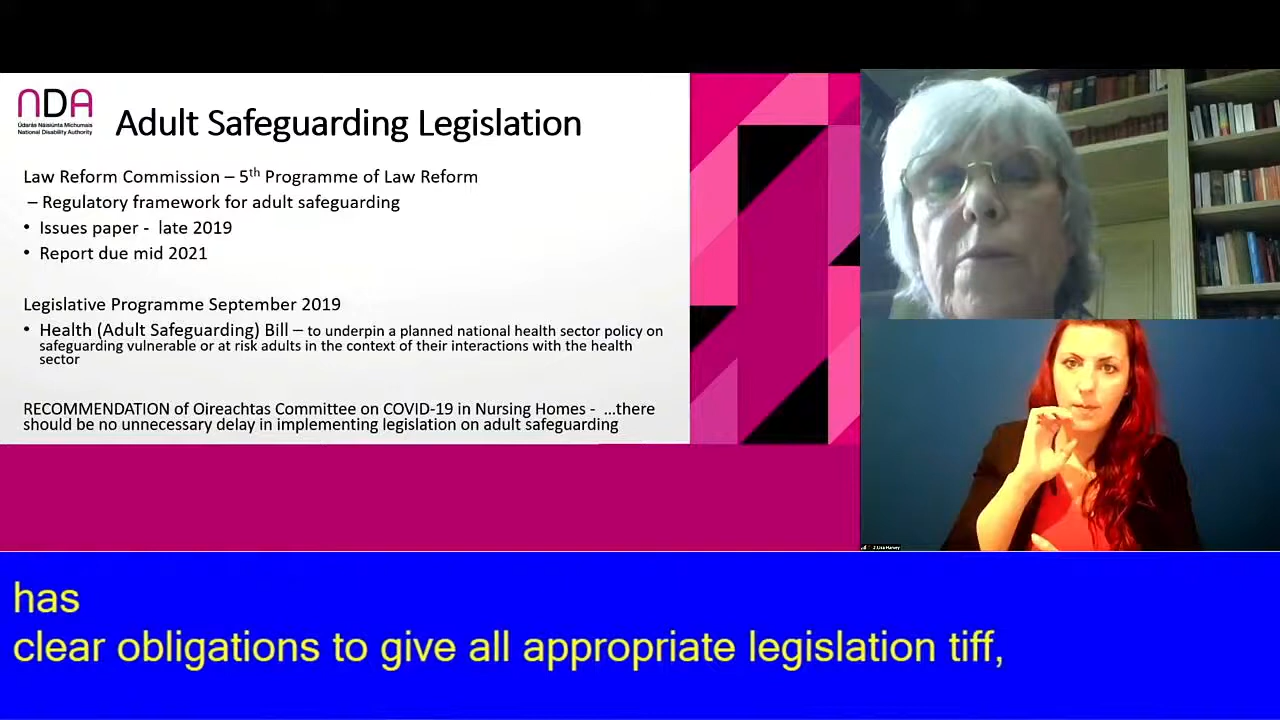 NDA
Údarás Náisiúnta Míchumais
National Disability Authority
Adult Safeguarding Legislation
Law Reform Commission – 5th Programme of Law Reform
– Regulatory framework for adult safeguarding
• Issues paper - late 2019
• Report due mid 2021
Legislative Programme September 2019
• Health (Adult Safeguarding) Bill – to underpin a planned national health sector policy on
safeguarding vulnerable or at risk adults in the context of their interactions with the health
sector
RECOMMENDATION of Oireachtas Committee on COVID-19 in Nursing Homes - ...there
should be no unnecessary delay in implementing legislation on adult safeguarding
has
clear obligations to give all appropriate legislation tiff,